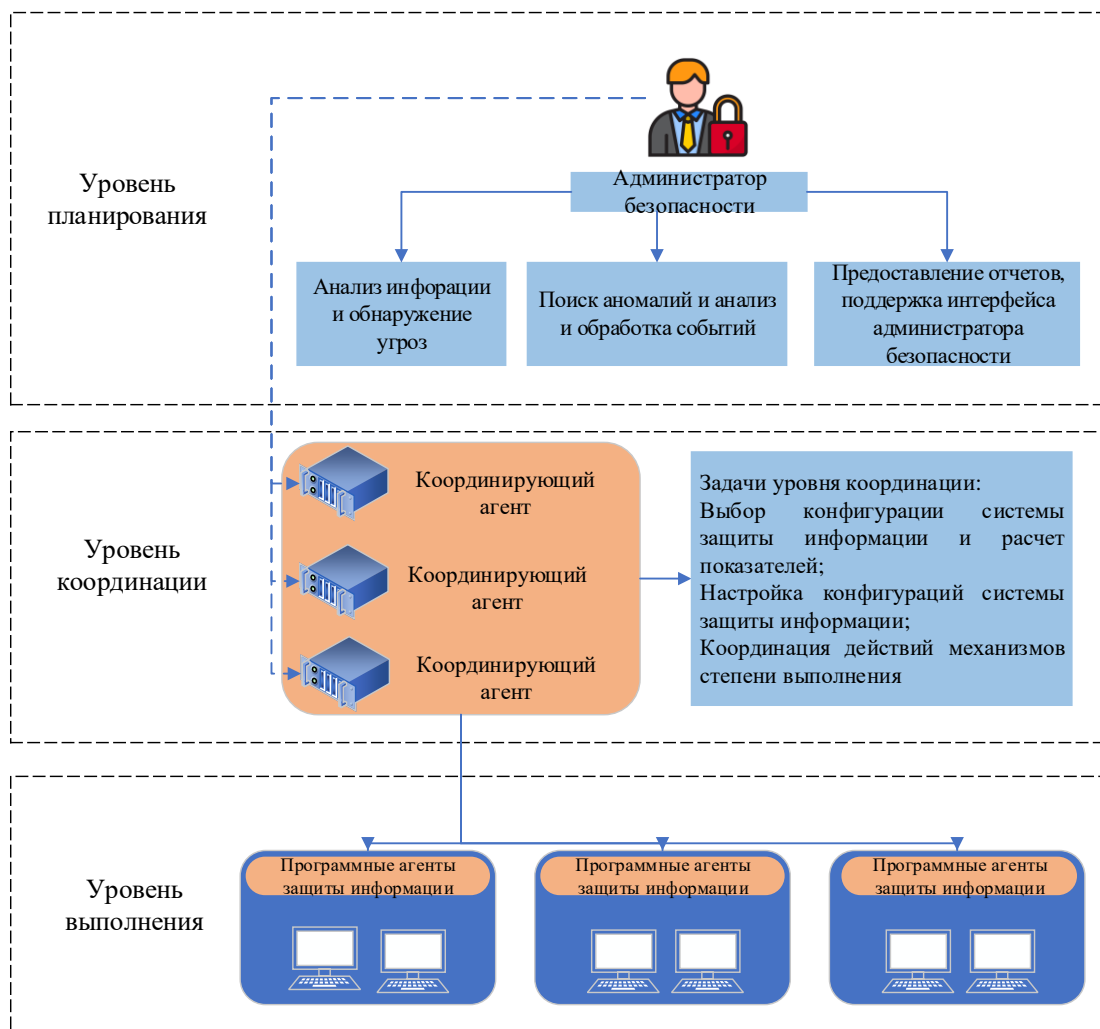 Уровень
планирования
Администратор
безопасности
Анализ инфорации
и обнаружение
угроз
Поиск аномалий и анализ
и обработка событий
Предоставление отчетов,
поддержка интерфейса
администратора
безопасности
Уровень
координации
Координирующий
агент
Координирующий
агент
Координирующий
агент
Задачи уровня координации:
Выбор конфигурации системы
защиты информации и расчет
показателей;
Настройка конфигураций системы
защиты информации;
Координация действий механизмов
степени выполнения
Уровень
выполнения
Программные агенты
защиты информации
Программные агенты
защиты информации
Программные агенты
защиты информации